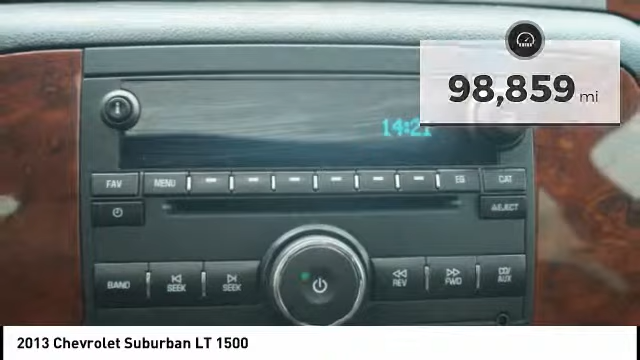 98,859 mi
14:21
FAV MENU EQ CAT
EJECT
BAND SEEK SEEK REV FWD CD/
AUX
2013 Chevrolet Suburban LT 1500